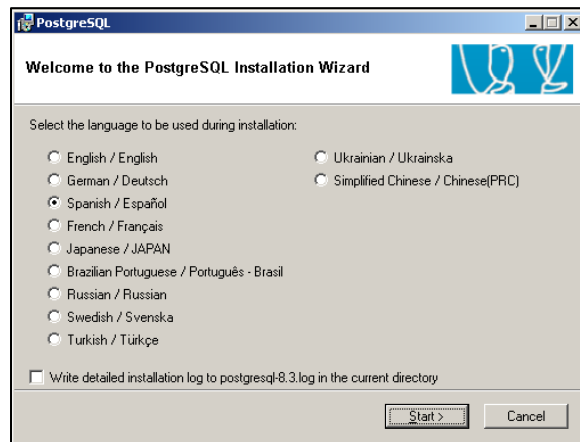 PostgreSQL
Welcome to the PostgreSQL Installation Wizard
Select the language to be used during installation:
English / English
German / Deutsch
Spanish / Español
French / Français
Japanese / JAPAN
Brazilian Portuguese / Português - Brasil
Russian / Russian
Swedish / Svenska
Turkish / Türkçe
Ukrainian / Ukrainska
Simplified Chinese / Chinese(PRC)
Write detailed installation log to postgresql-8.3.log in the current directory
Start >
Cancel